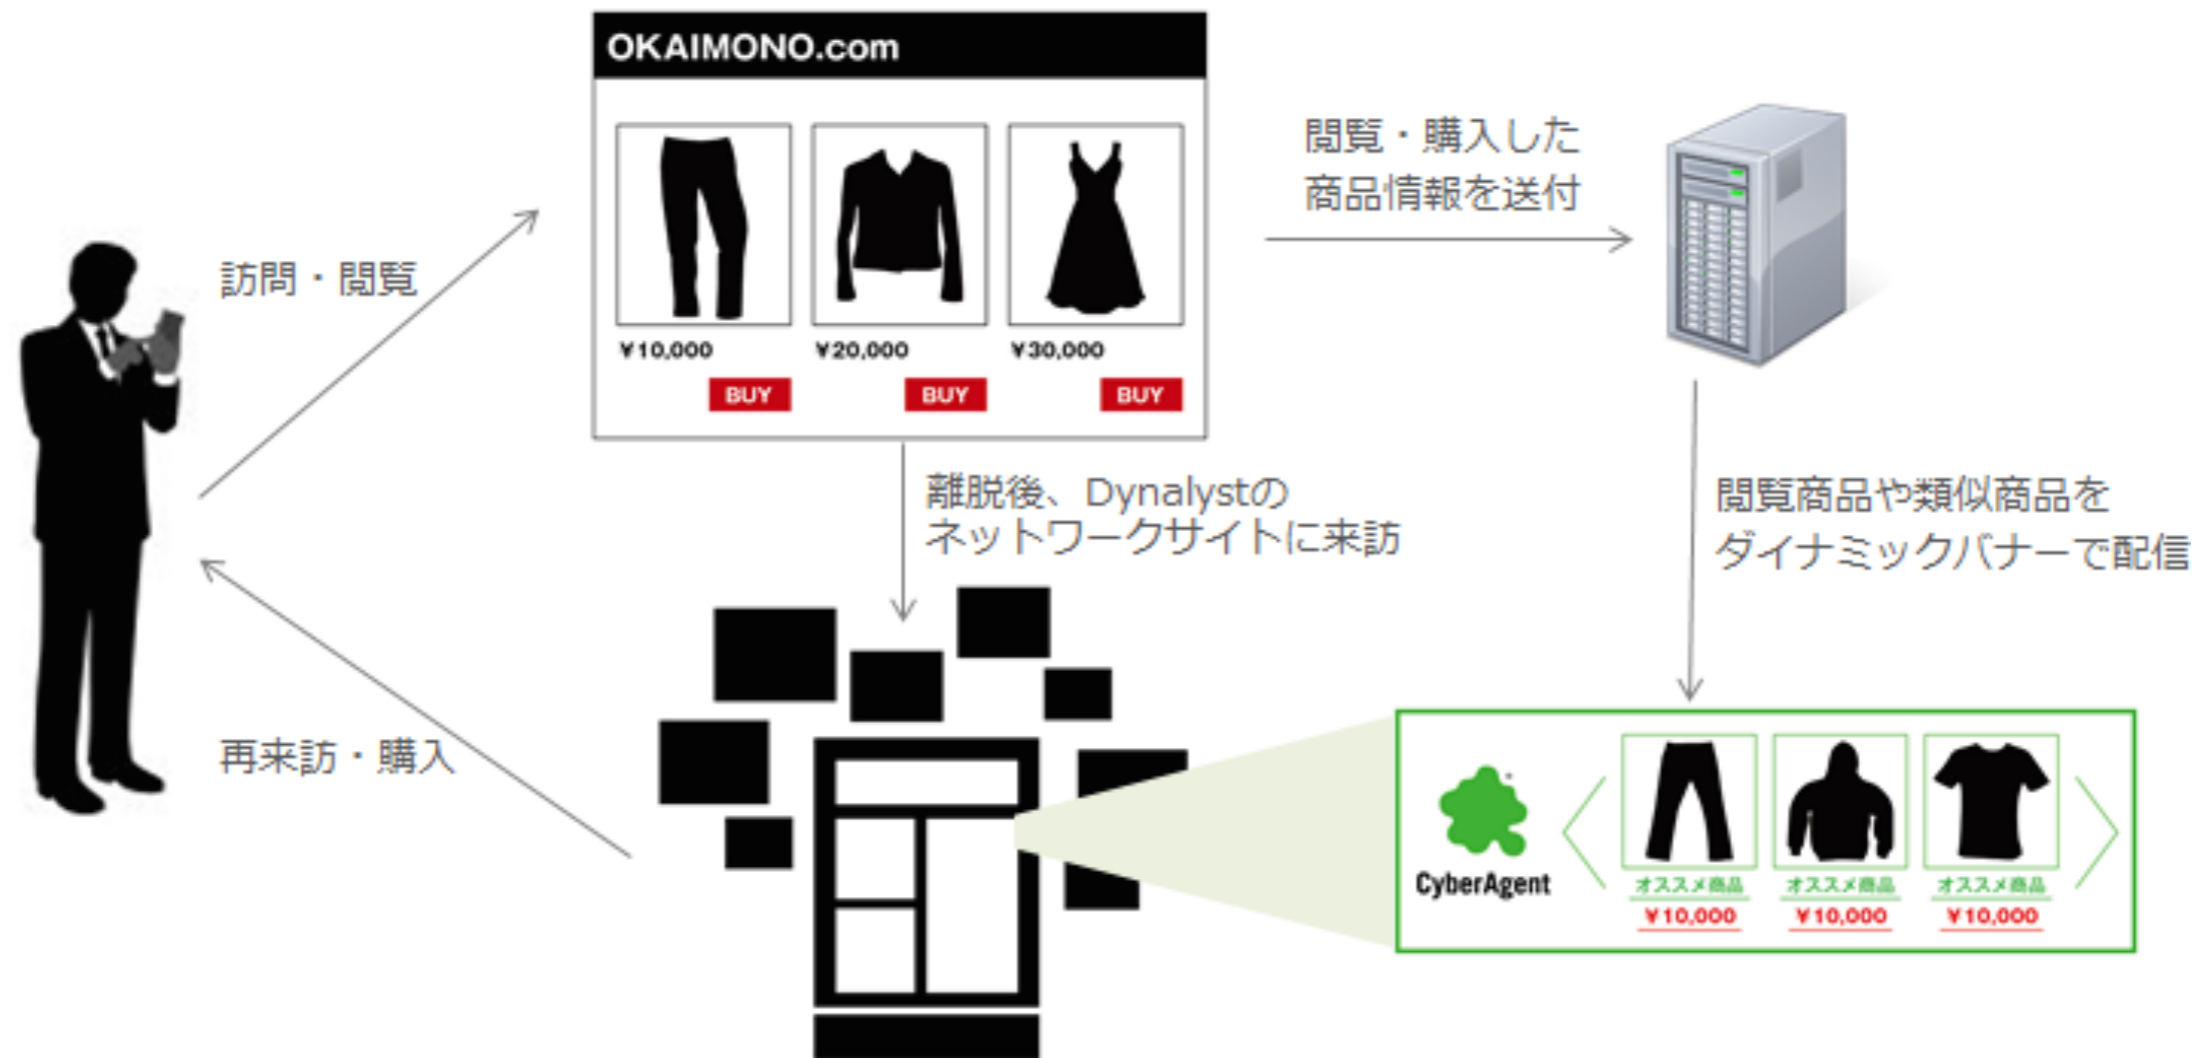 OKAIMONO.com
¥10,000
¥20,000
¥30,000
BUY
BUY
BUY
訪問・閲覧
閲覧・購入した
商品情報を送付
離脱後、Dynalystの
ネットワークサイトに来訪
閲覧商品や類似商品を
ダイナミックバナーで配信
再来訪・購入
CyberAgent
オススメ商品
オススメ商品
オススメ商品
¥10,000
¥10,000
¥10,000